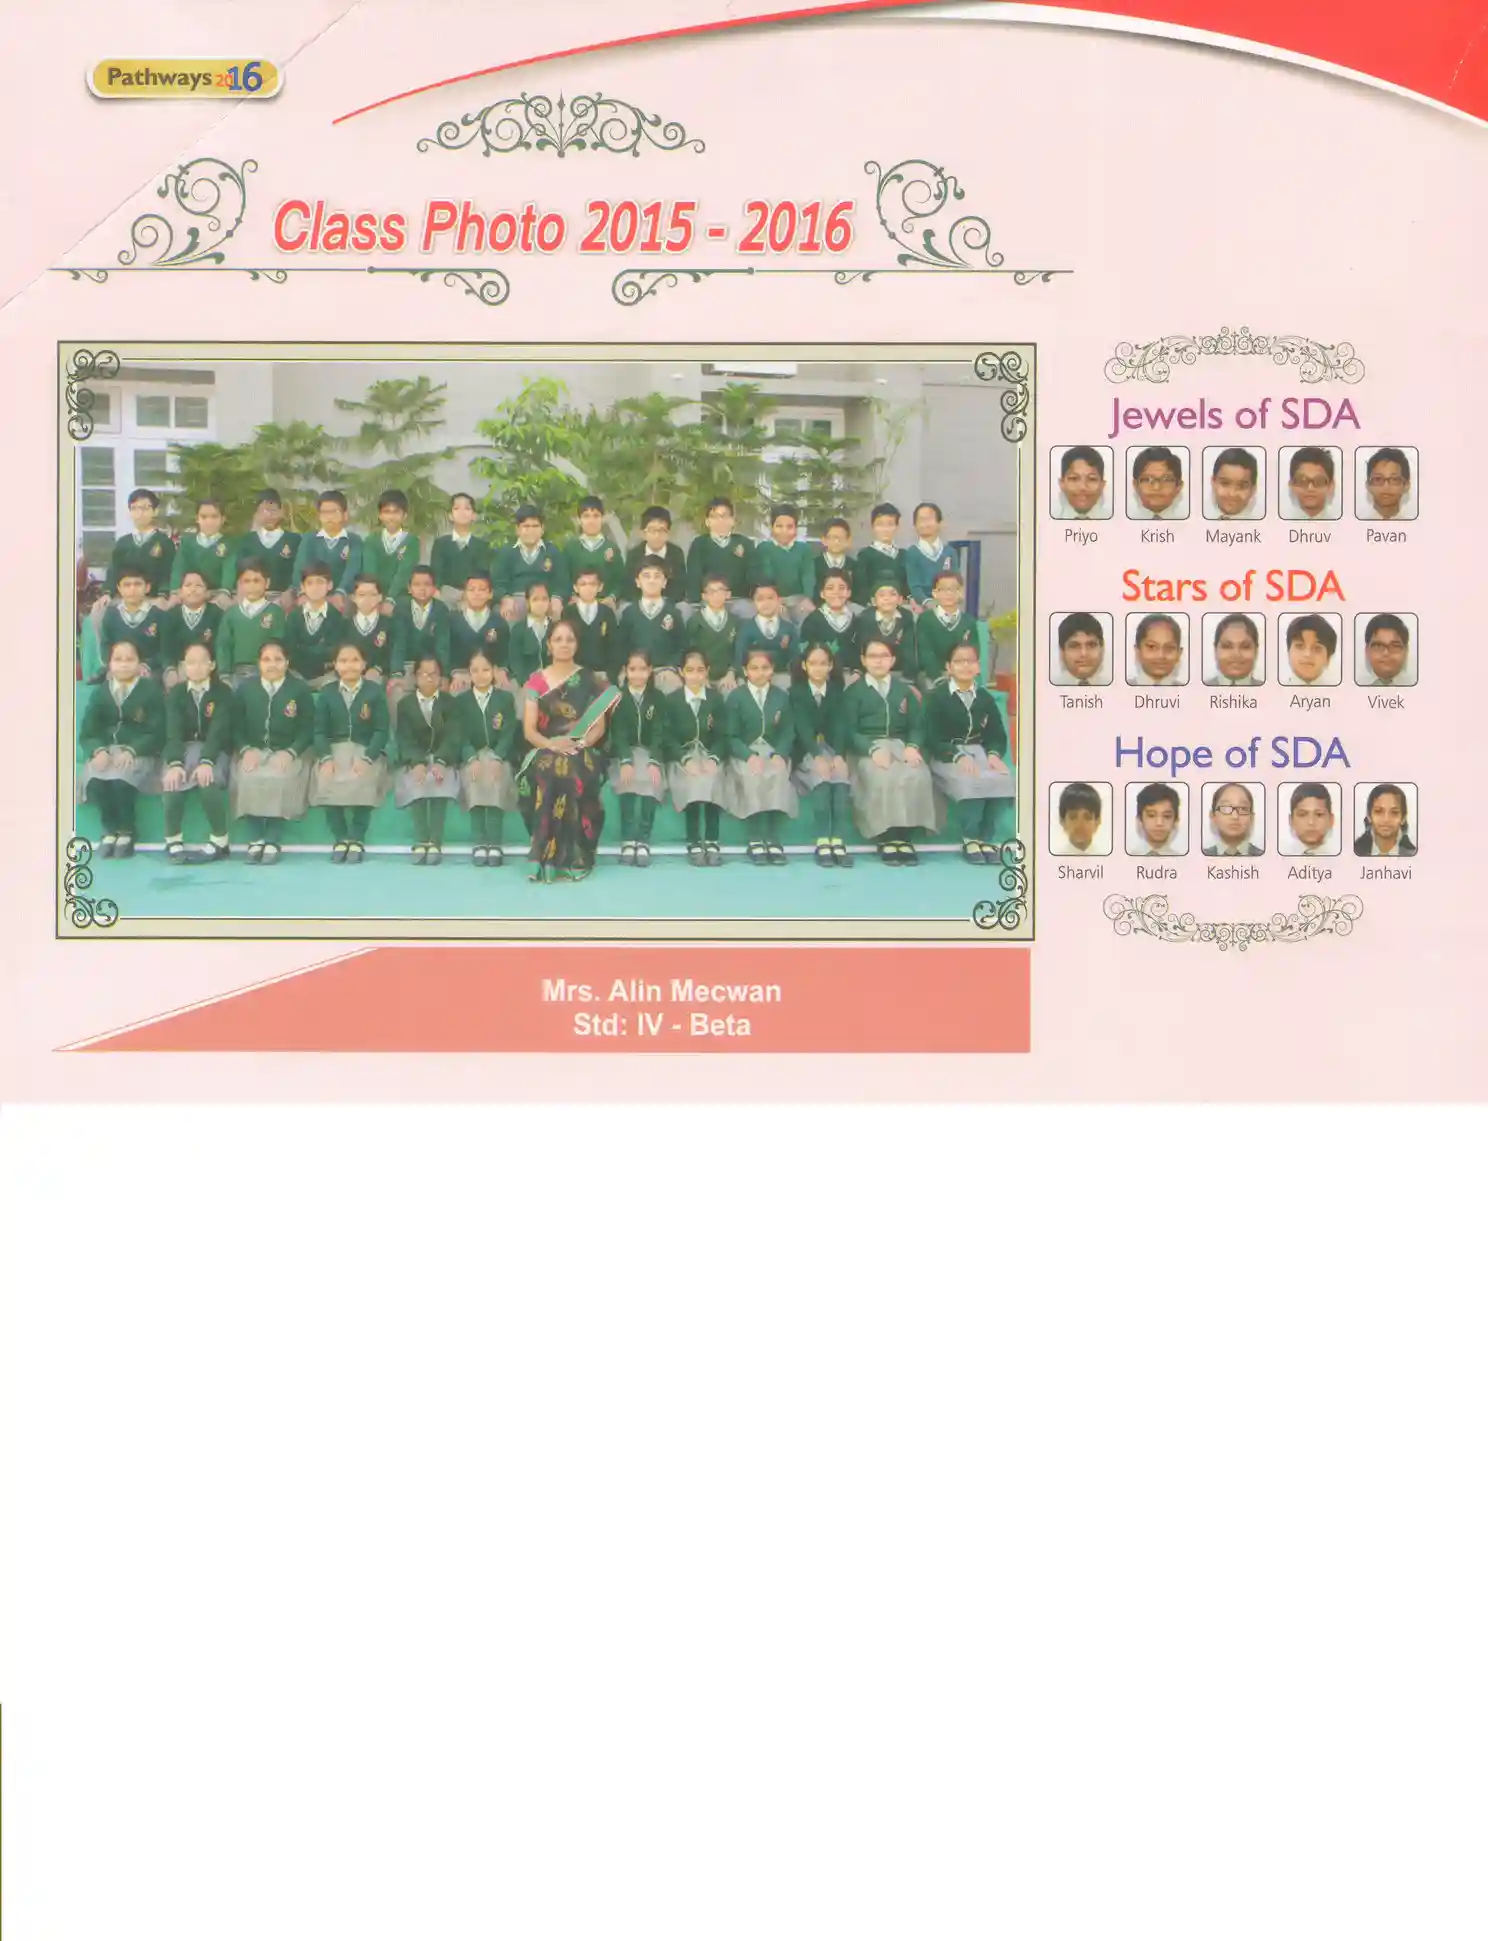 Pathways 2016
Class Photo 2015 - 2016
Jewels of SDA
Priyo Krish Mayank Dhruv Pavan
Stars of SDA
Tanish Dhruvi Rishika Aryan Vivek
Hope of SDA
Sharvil Rudra Kashish Aditya Janhavi
Mrs. Alin Mecwan
Std: IV - Beta